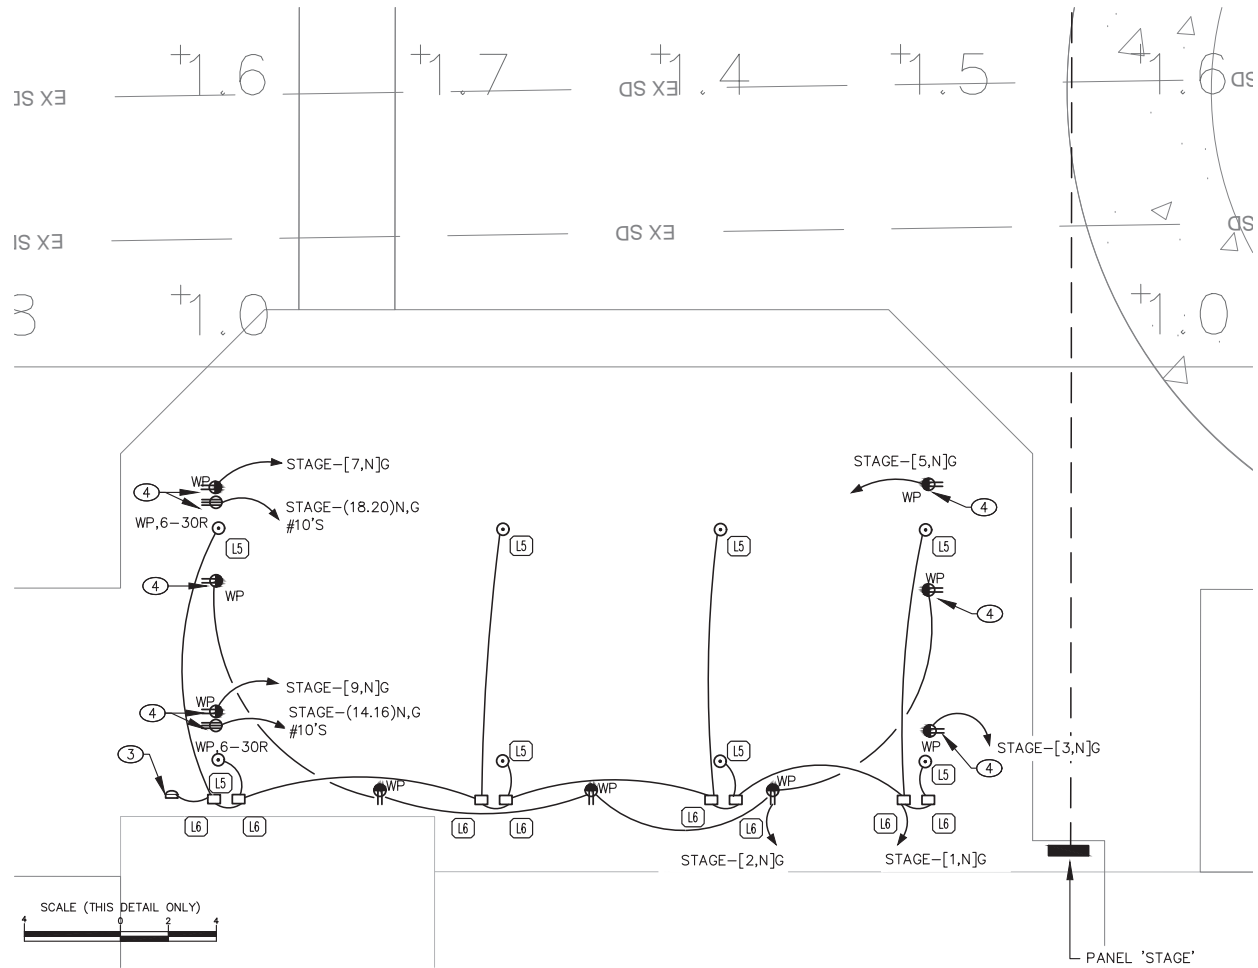 +1.6
+1.7
+1.4
+1.5
+1.6
EX SD
EX SD
EX SD
EX SD
+1.0
+1.0
STAGE-[7,N]G
WP
4
STAGE-(18.20)N,G
#10'S
WP,6-30R
L5
STAGE-[5,N]G
WP
4
L5
L5
L5
4
WP
WP
4
STAGE-[9,N]G
WP
4
STAGE-(14.16)N,G
#10'S
WP,6-30R
3
L5
L5
L5
STAGE-[3,N]G
WP
4
L5
WP
WP
WP
L6
L6
L6
L6
L6
L6
L6
L6
STAGE-[2,N]G
STAGE-[1,N]G
SCALE (THIS DETAIL ONLY)
4 0 2 4
PANEL 'STAGE'